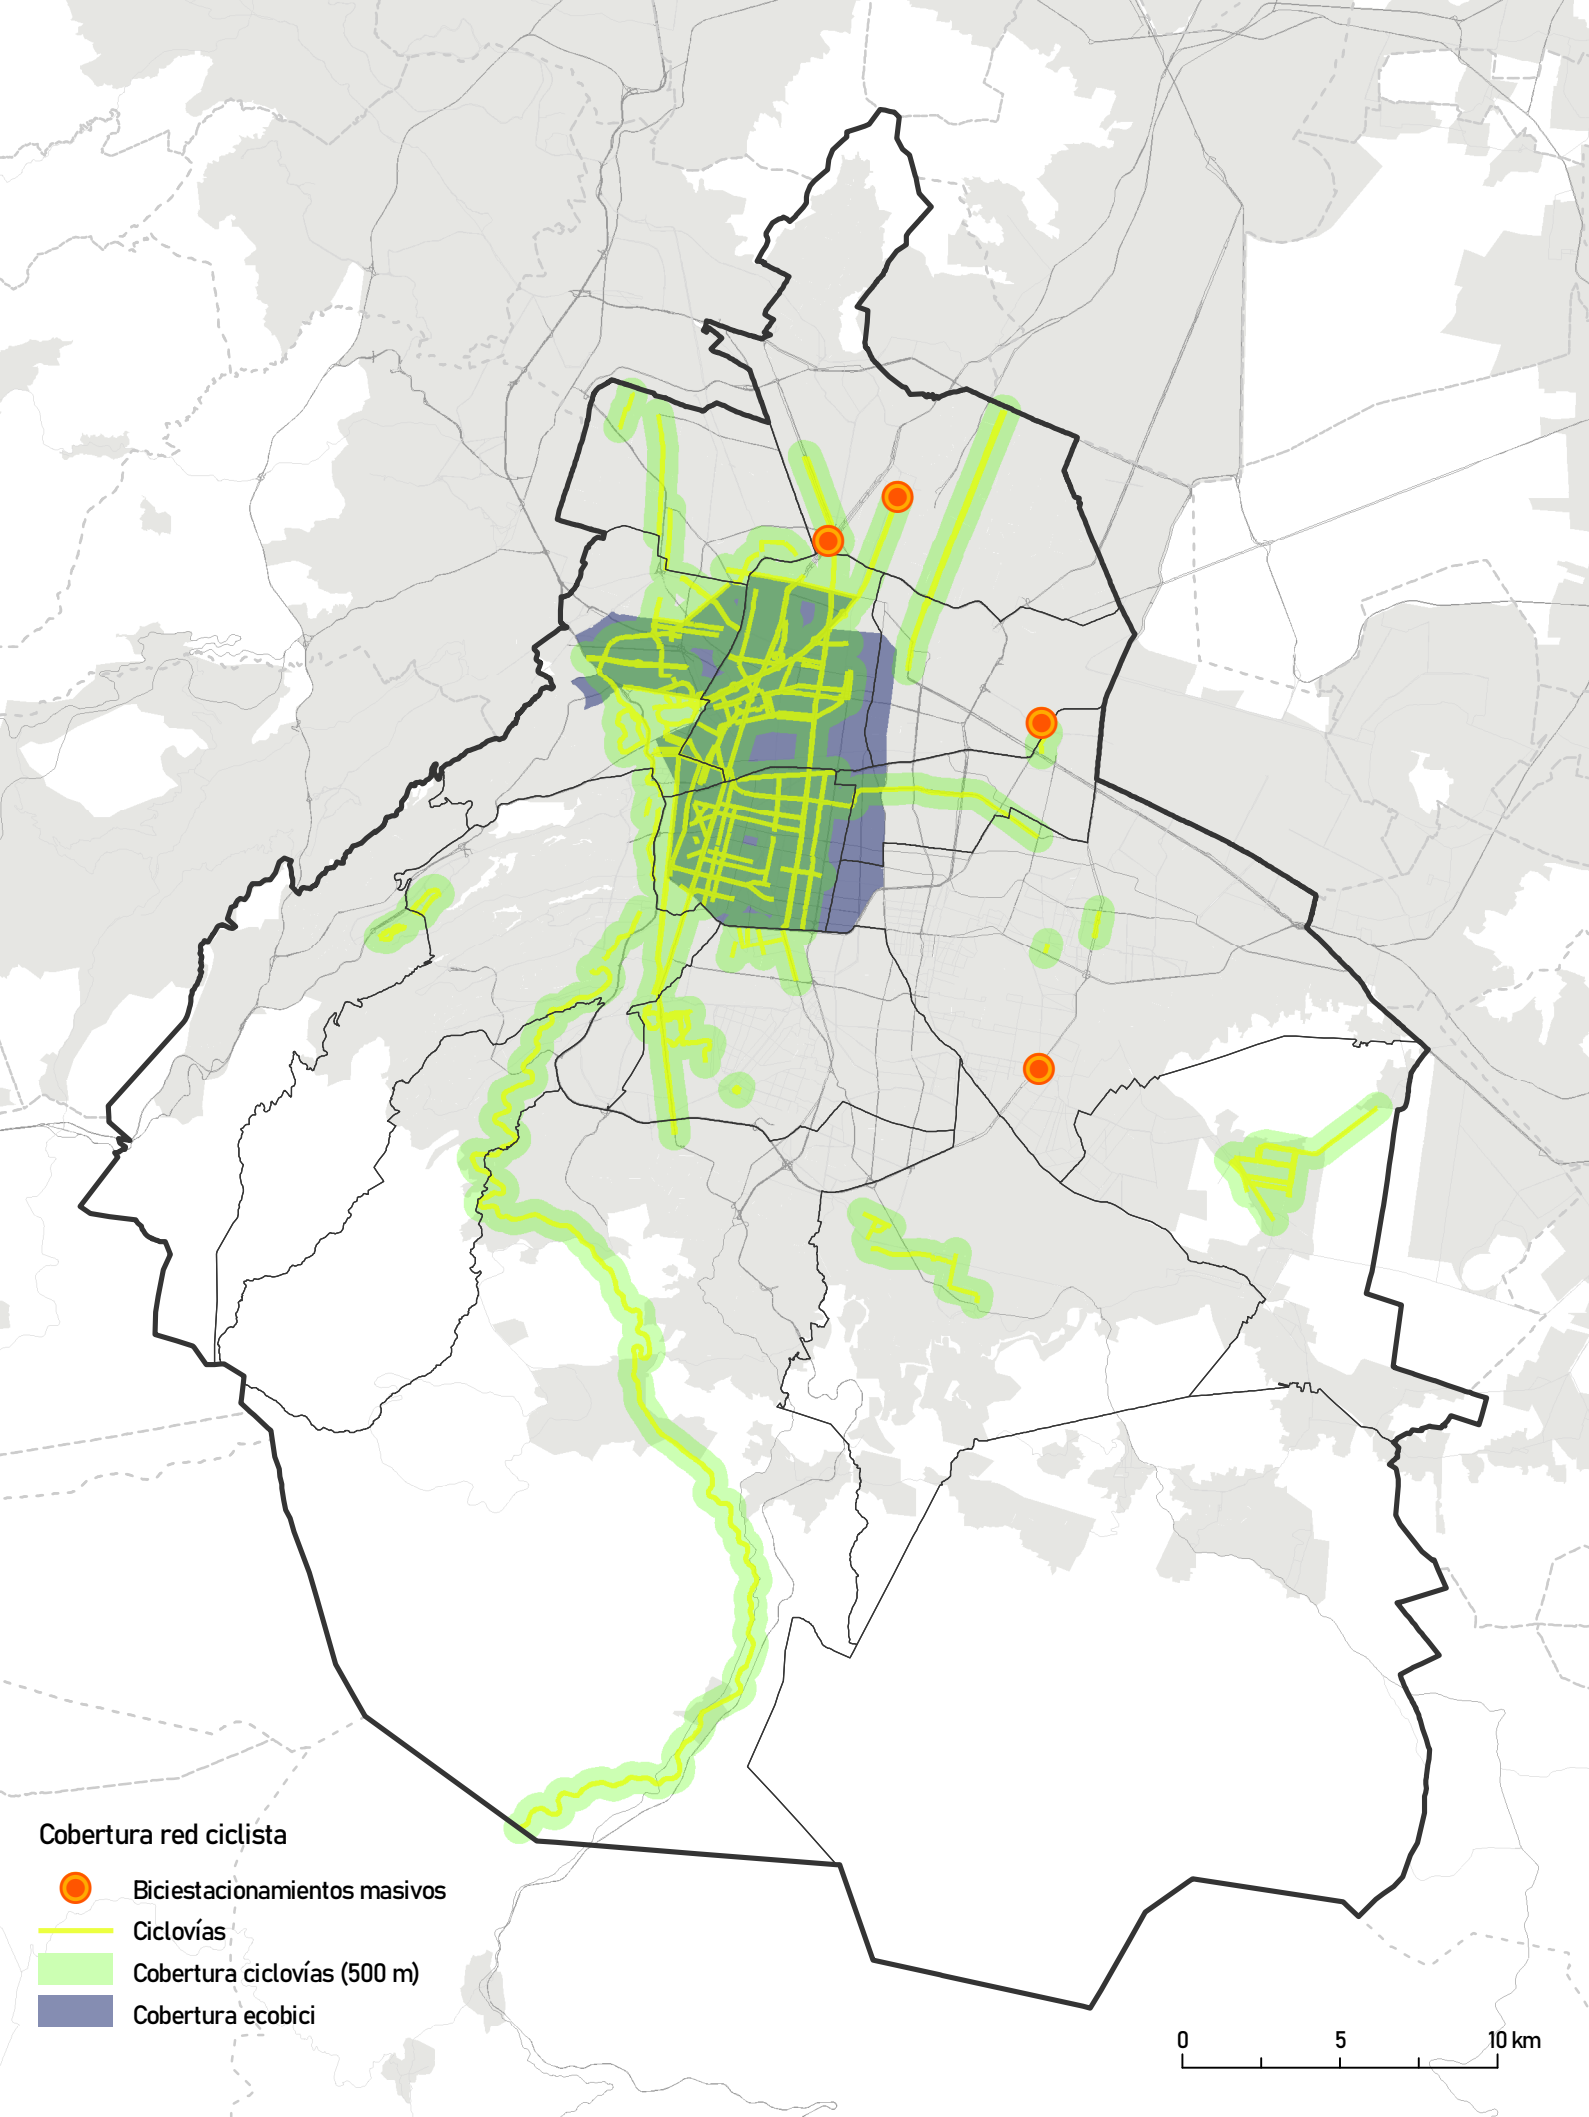 Cobertura red ciclista
Biciestacionamientos masivos
Ciclovías
Cobertura ciclovías (500 m)
Cobertura ecobici
0 5 10 km